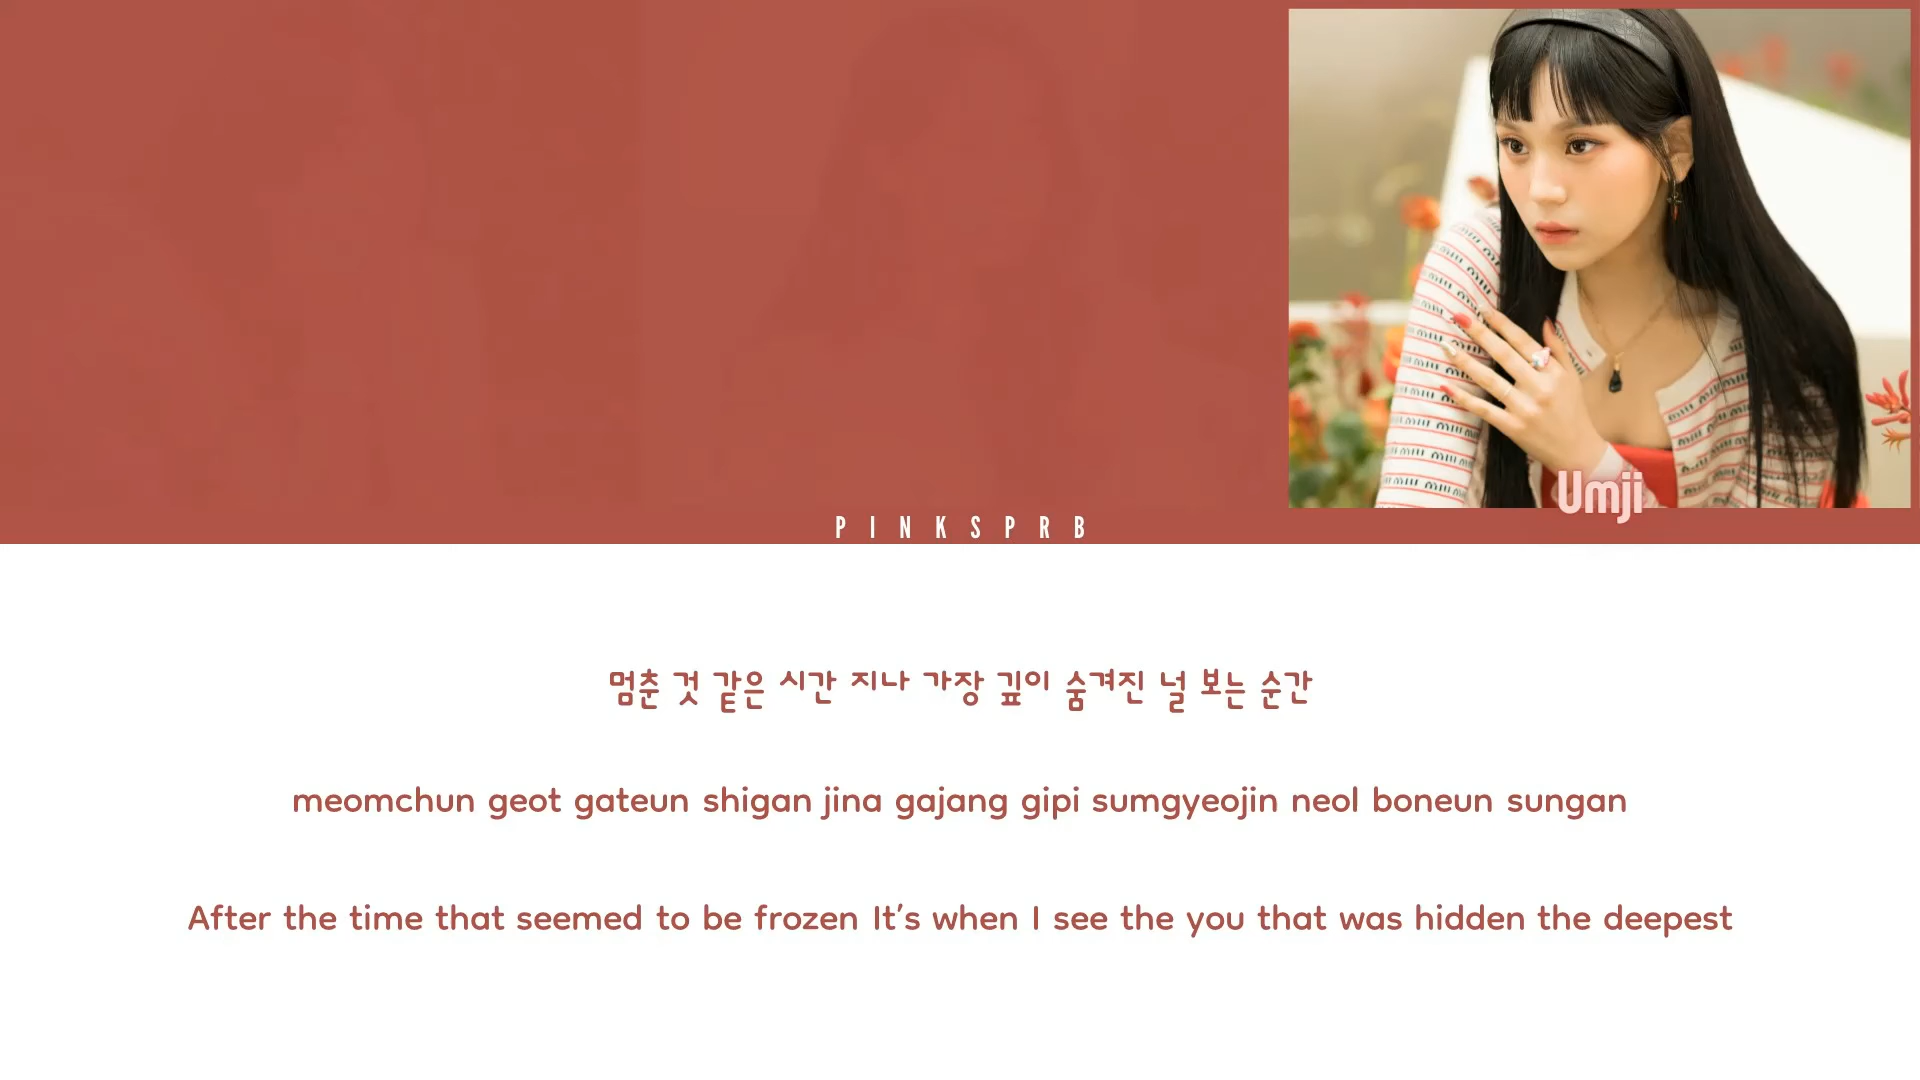 Umji
PINKSPRB
멈춘 것 같은 시간 지나 가장 깊이 숨겨진 널 보는 순간
meomchun geot gateun shigan jina gajang gipi sumgyeojin neol boneun sungan
After the time that seemed to be frozen It's when I see the you that was hidden the deepest